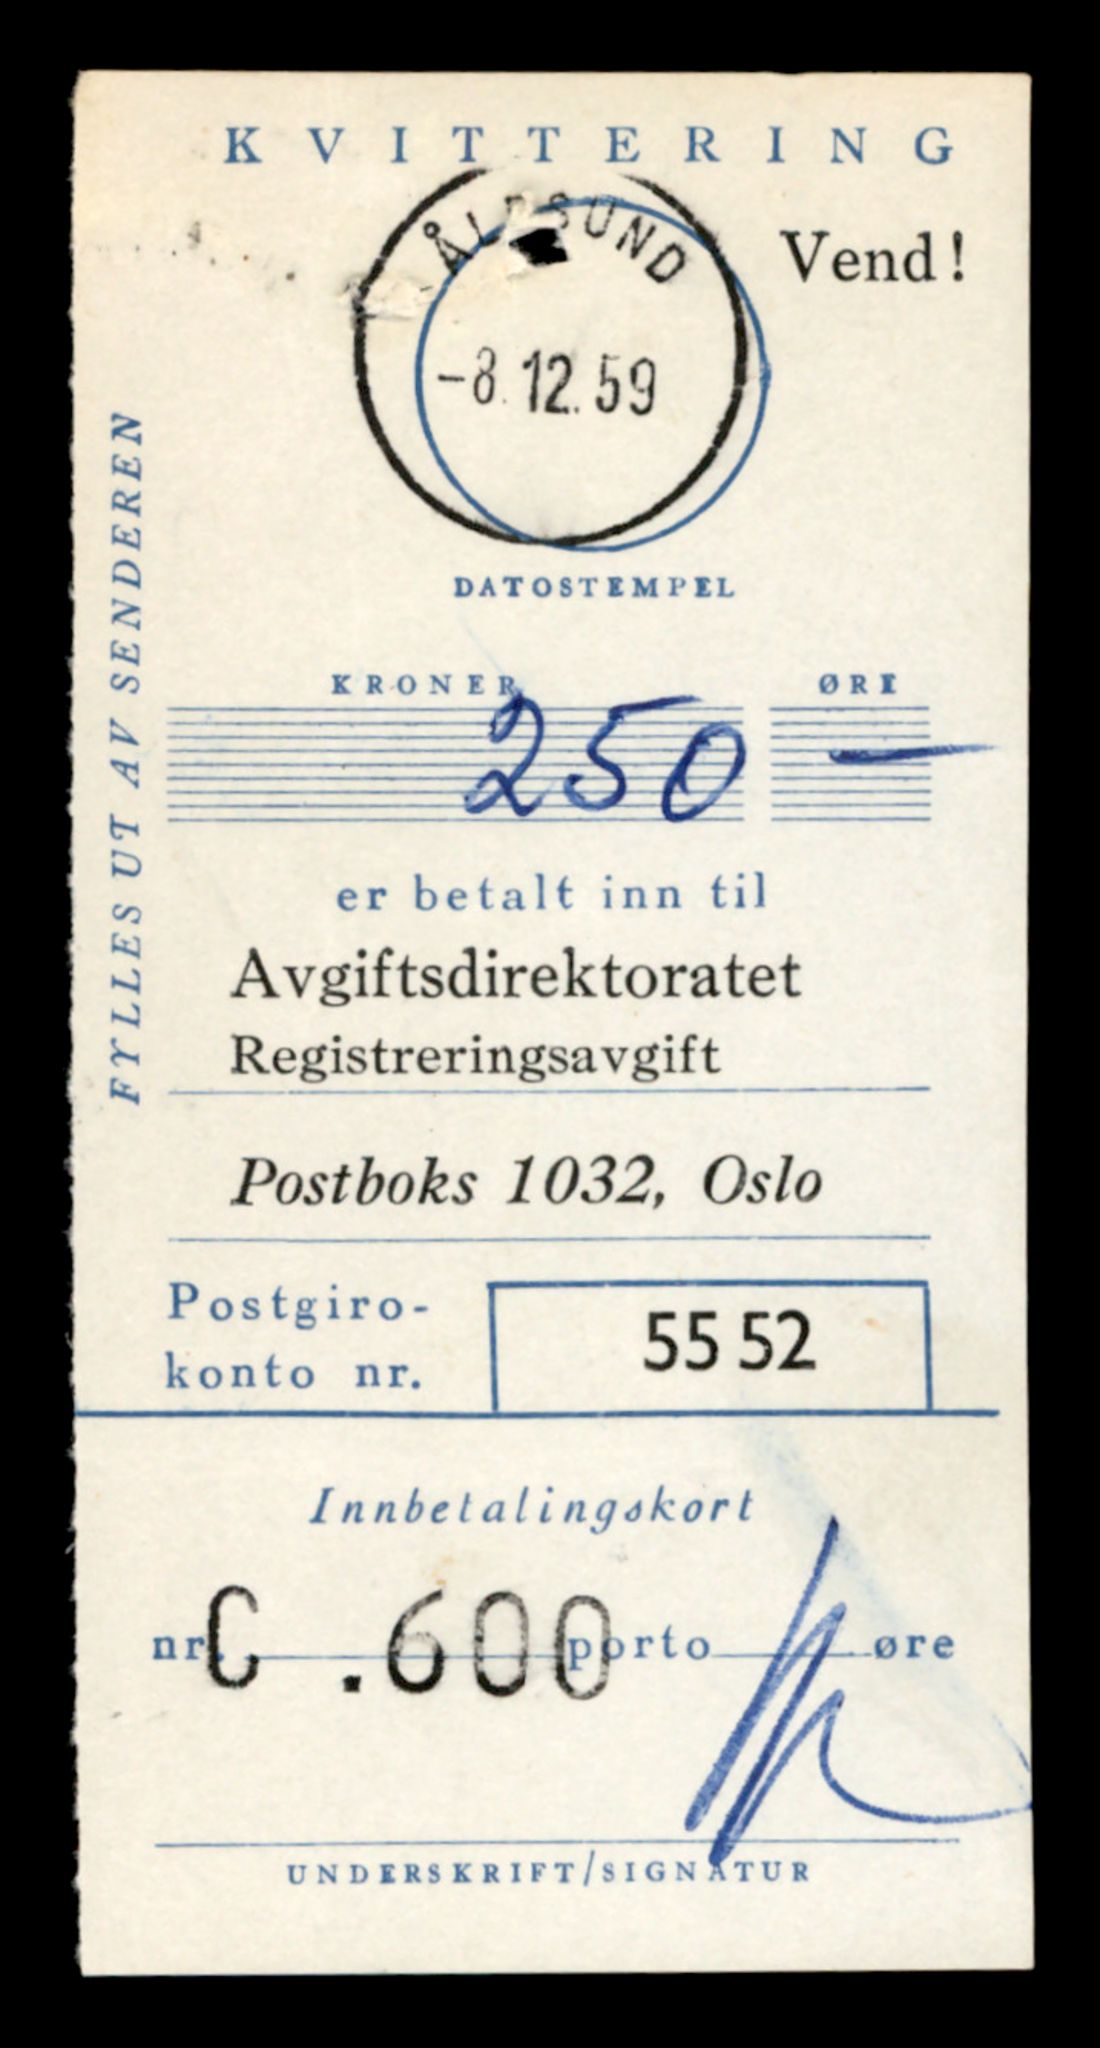 KVITTERING
ÅLESUND
Vend!
-8.12.59
DATOSTEMPEL
FYLLES UT AV SENDEREN
KRONER ØRE
250 —
er betalt inn til
Avgiftsdirektoratet
Registreringsavgift
Postboks 1032, Oslo
Postgiro-
konto nr.
55 52
Innbetalingskort
nr. C .600 porto øre
UNDERSKRIFT/SIGNATUR